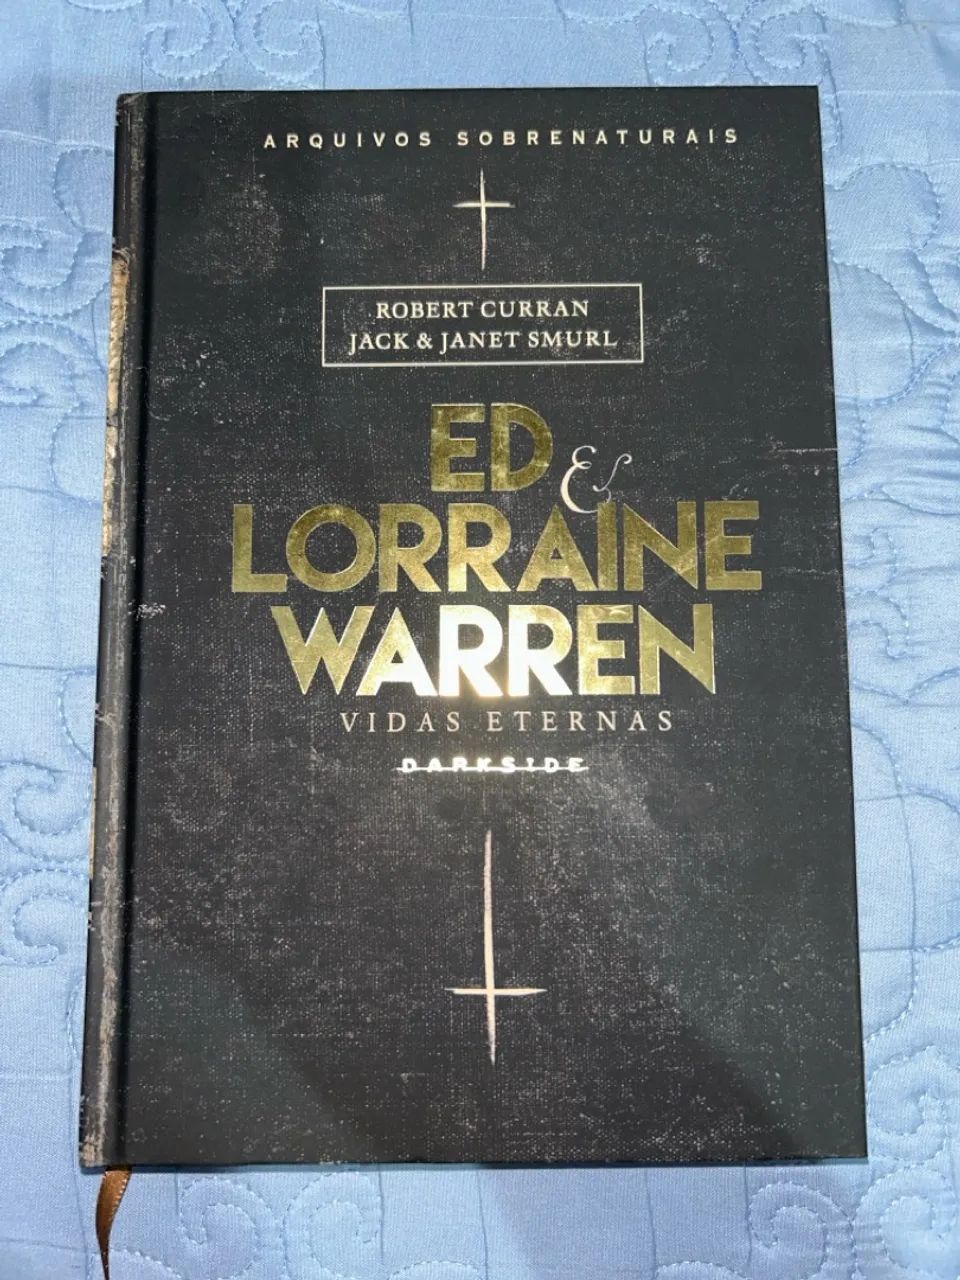 ARQUIVOS SOBRENATURAIS
ROBERT CURRAN
JACK & JANET SMURL
ED &
LORRAINE
WARREN
VIDAS ETERNAS
DARKSIDE